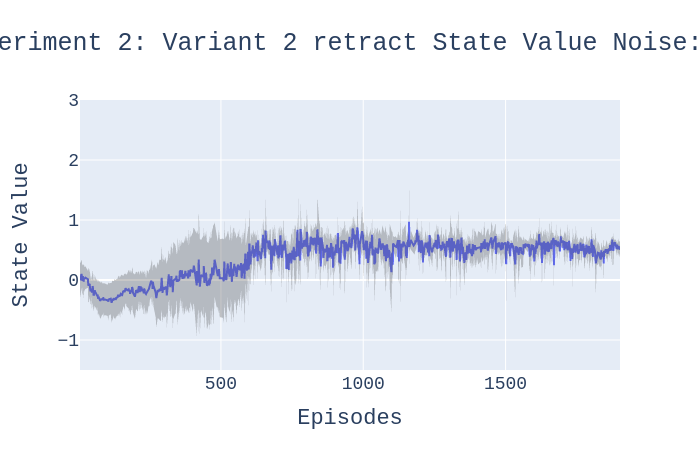 eriment 2: Variant 2 retract State Value Noise:
3
2
1
0
−1
State Value
500
1000
1500
Episodes